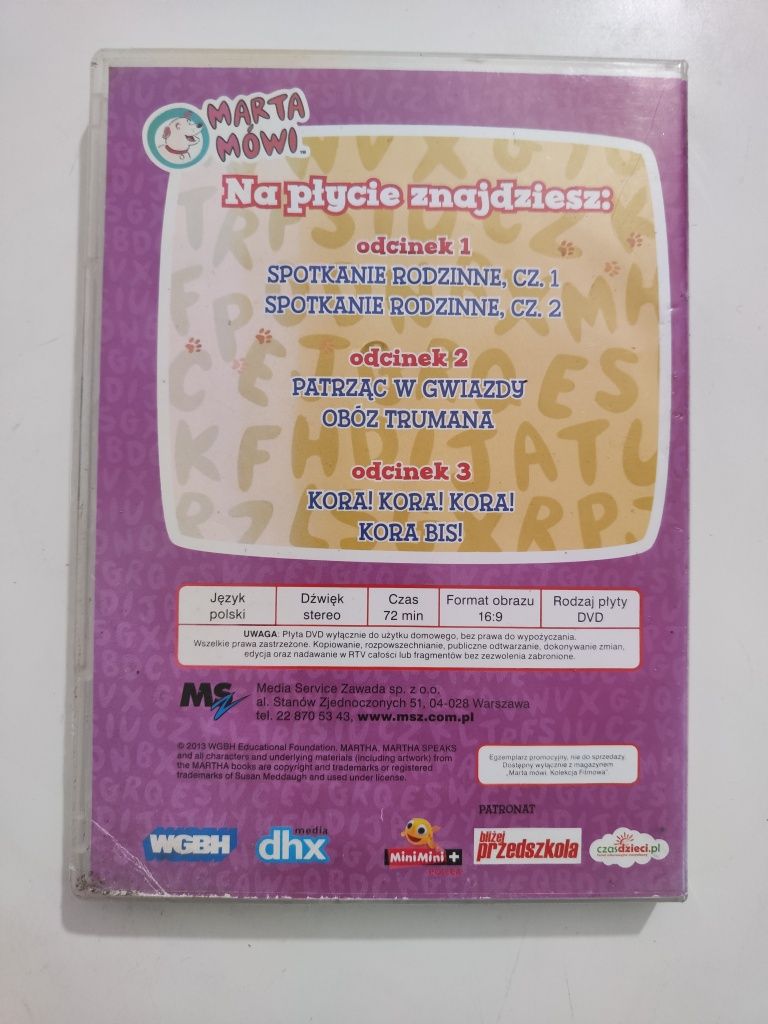 MARTA
MÓWI™
Na płycie znajdziesz:
odcinek 1
SPOTKANIE RODZINNE, CZ. 1
SPOTKANIE RODZINNE, CZ. 2
odcinek 2
PATRZĄC W GWIAZDY
OBÓZ TRUMANA
odcinek 3
KORA! KORA! KORA!
KORA BIS!
Język polski
Dźwięk stereo
Czas 72 min
Format obrazu 16:9
Rodzaj płyty DVD
UWAGA: Płyta DVD wyłącznie do użytku domowego, bez prawa do wypożyczania.
Wszelkie prawa zastrzeżone. Kopiowanie, rozpowszechnianie, publiczne odtwarzanie, dokonywanie zmian,
edycja oraz nadawanie w RTV całości lub fragmentów bez zezwolenia zabronione.
MSZ
Media Service Zawada sp. z o.o.
al. Stanów Zjednoczonych 51, 04-028 Warszawa
tel. 22 870 53 43, www.msz.com.pl
© 2013 WGBH Educational Foundation. MARTHA, MARTHA SPEAKS
and all characters and underlying materials (including artwork) from
the MARTHA books are copyright and trademarks or registered
trademarks of Susan Meddaugh and used under license.
Egzemplarz promocyjny, nie do sprzedaży.
Dostępny wyłącznie z magazynem
„Marta mówi. Kolekcja Filmowa”
PATRONAT
WGBH
dhx media
MiniMini+
POLSKA
bliżej
przedszkola
czasdzieci.pl